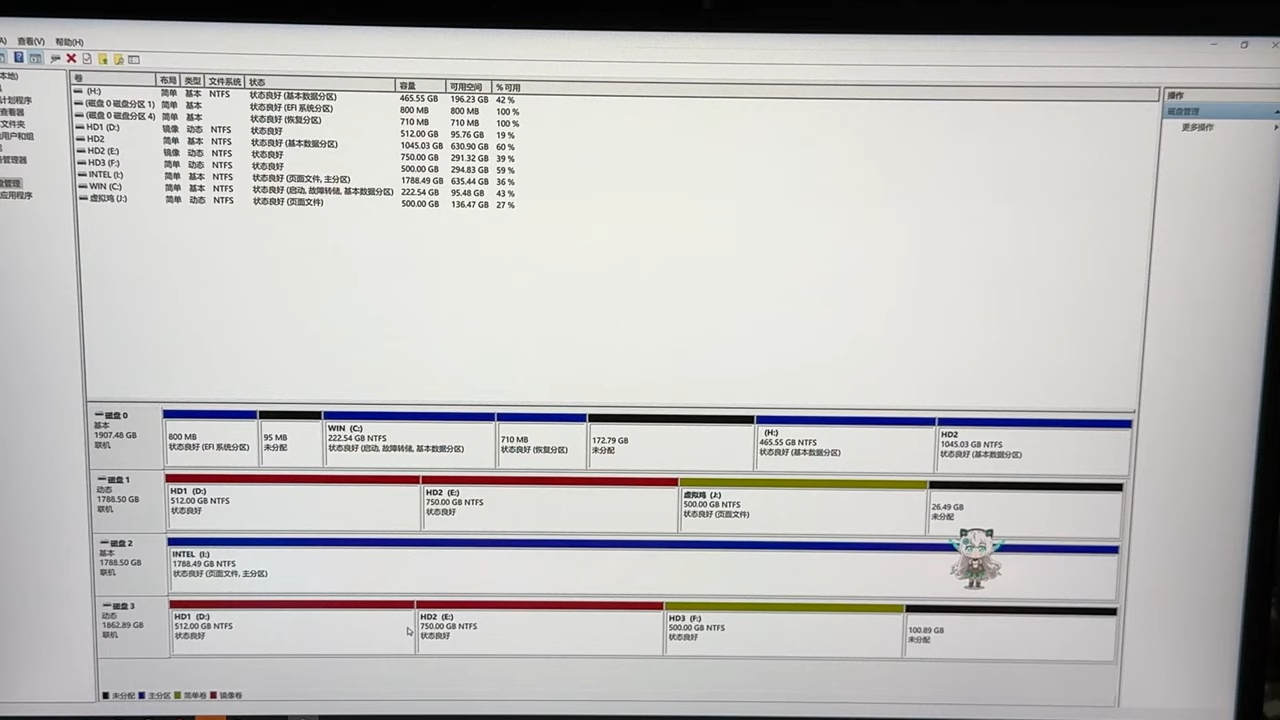 查看(V) 帮助(H)
卷 布局 类型 文件系统 状态 容量 可用空间 % 可用
(H:) 简单 基本 NTFS 状态良好 (基本数据分区) 465.55 GB 196.23 GB 42 %
(磁盘 0 磁盘分区 1) 简单 基本 状态良好 (EFI 系统分区) 800 MB 800 MB 100 %
(磁盘 0 磁盘分区 4) 简单 基本 状态良好 (恢复分区) 710 MB 710 MB 100 %
HD1 (D:) 镜像 动态 NTFS 状态良好 512.00 GB 95.76 GB 19 %
HD2 简单 基本 NTFS 状态良好 (基本数据分区) 1045.03 GB 630.90 GB 60 %
HD2 (E:) 镜像 动态 NTFS 状态良好 750.00 GB 291.32 GB 39 %
HD3 (F:) 简单 动态 NTFS 状态良好 500.00 GB 294.83 GB 59 %
INTEL (I:) 简单 基本 NTFS 状态良好 (页面文件, 主分区) 1788.49 GB 635.44 GB 36 %
WIN (C:) 简单 基本 NTFS 状态良好 (启动, 故障转储, 基本数据分区) 222.54 GB 95.48 GB 43 %
虚拟鸡 (J:) 简单 动态 NTFS 状态良好 (页面文件) 500.00 GB 136.47 GB 27 %
本地)
计划程序
查看器
文件夹
用户和组
管理器
盘管理
应用程序
操作
磁盘管理
更多操作
磁盘 0
基本
1907.48 GB
联机
800 MB
状态良好 (EFI 系统分区)
95 MB
未分配
WIN (C:)
222.54 GB NTFS
状态良好 (启动, 故障转储, 基本数据分区)
710 MB
状态良好 (恢复分区)
172.79 GB
未分配
(H:)
465.55 GB NTFS
状态良好 (基本数据分区)
HD2
1045.03 GB NTFS
状态良好 (基本数据分区)
磁盘 1
动态
1788.50 GB
联机
HD1 (D:)
512.00 GB NTFS
状态良好
HD2 (E:)
750.00 GB NTFS
状态良好
虚拟鸡 (J:)
500.00 GB NTFS
状态良好 (页面文件)
26.49 GB
未分配
磁盘 2
基本
1788.50 GB
联机
INTEL (I:)
1788.49 GB NTFS
状态良好 (页面文件, 主分区)
磁盘 3
动态
1862.89 GB
联机
HD1 (D:)
512.00 GB NTFS
状态良好
HD2 (E:)
750.00 GB NTFS
状态良好
HD3 (F:)
500.00 GB NTFS
状态良好
100.89 GB
未分配
未分配 主分区 简单卷 镜像卷